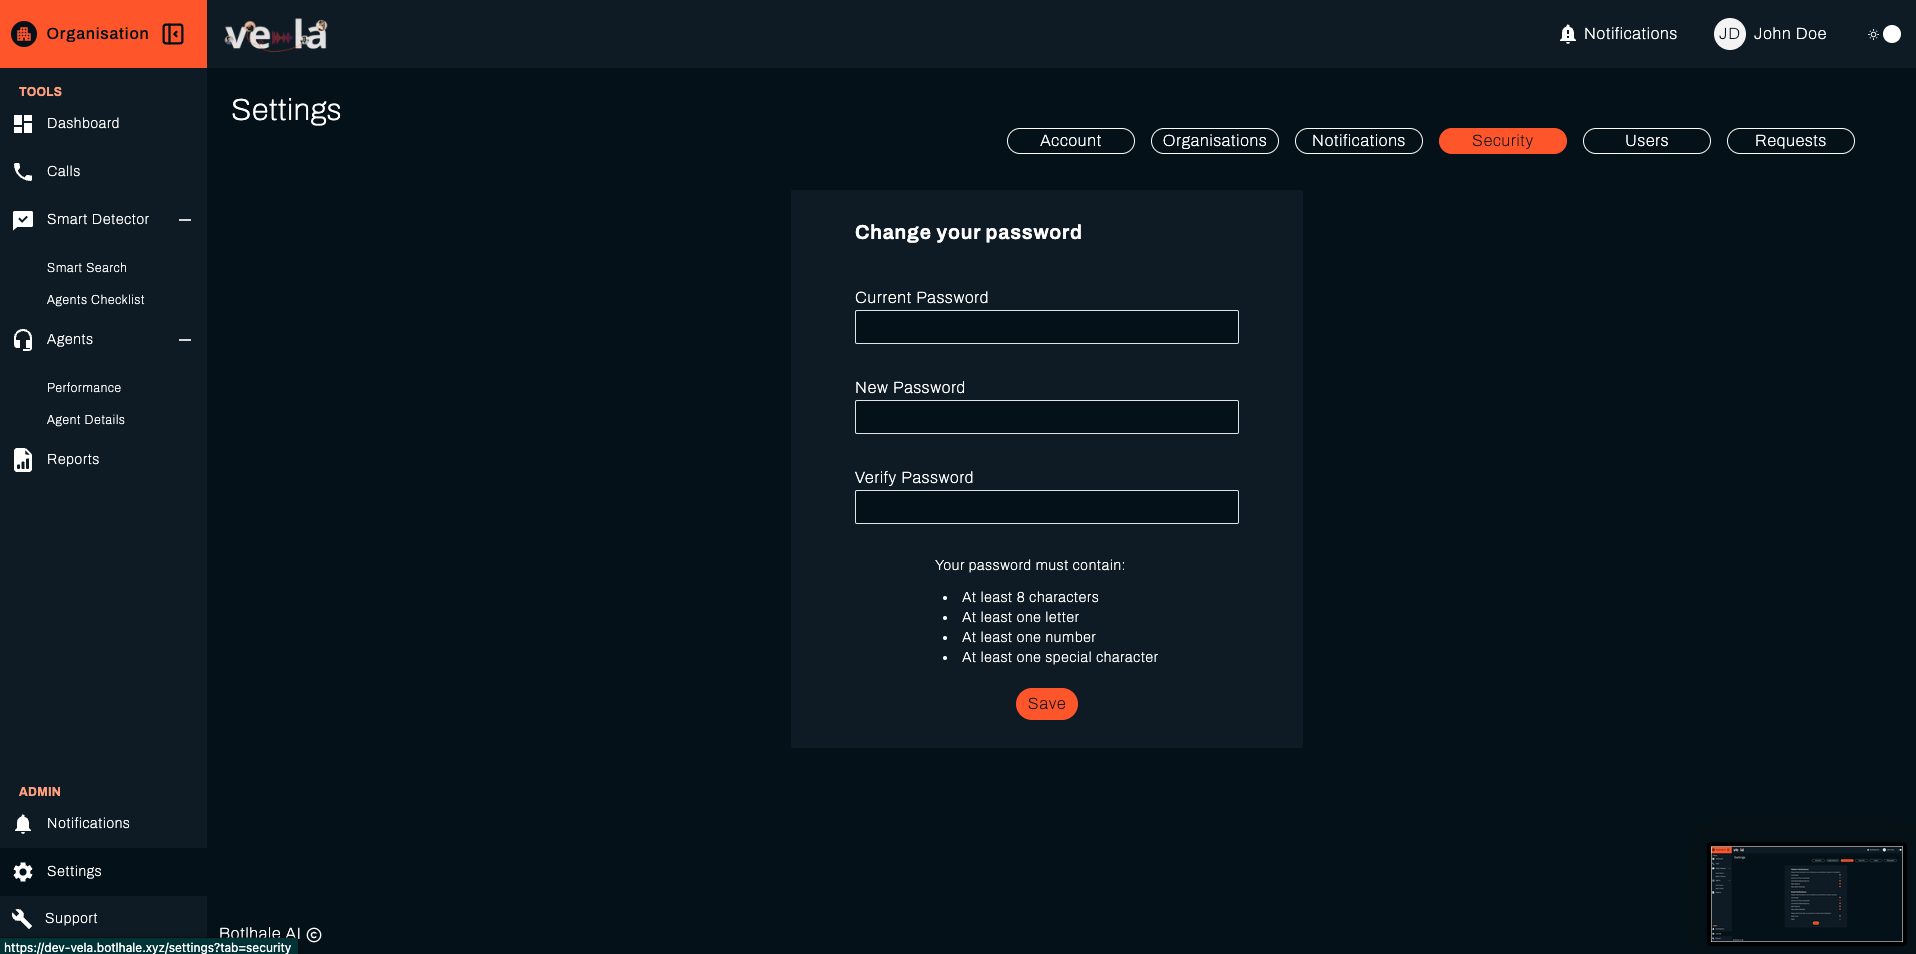 Organisation
vela
Notifications
JD John Doe
TOOLS
Dashboard
Calls
Smart Detector
Smart Search
Agents Checklist
Agents
Performance
Agent Details
Reports
ADMIN
Notifications
Settings
Support
Settings
Account Organisations Notifications Security Users Requests
Change your password
Current Password
New Password
Verify Password
Your password must contain:
• At least 8 characters
• At least one letter
• At least one number
• At least one special character
Save
Botlhale AI ©
https://dev-vela.botlhale.xyz/settings?tab=security